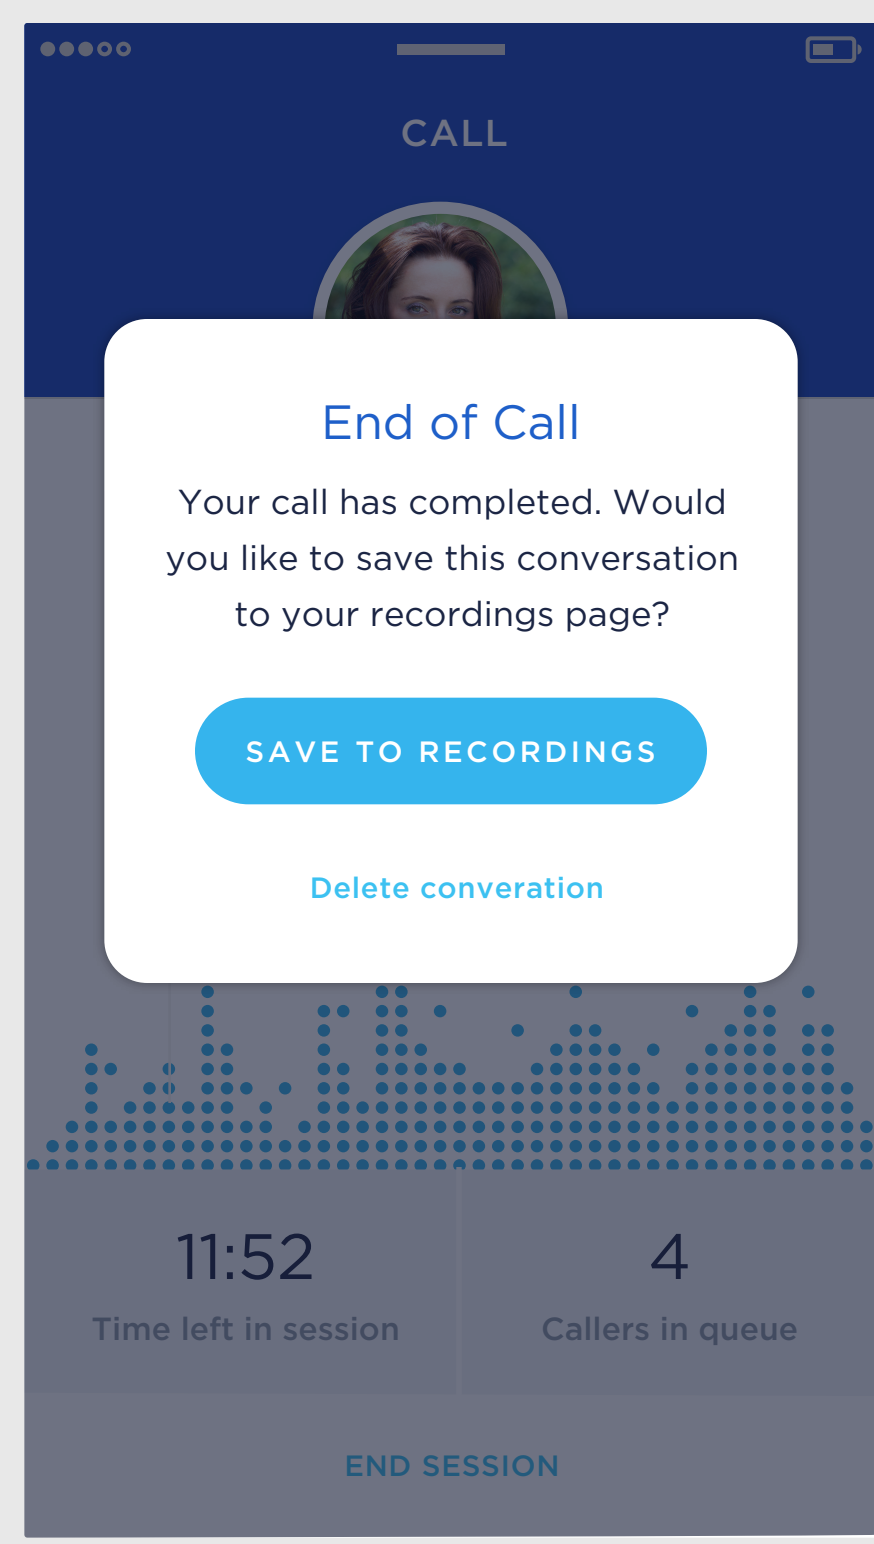 CALL
End of Call
Your call has completed. Would
you like to save this conversation
to your recordings page?
SAVE TO RECORDINGS
Delete converation
11:52
Time left in session
4
Callers in queue
END SESSION